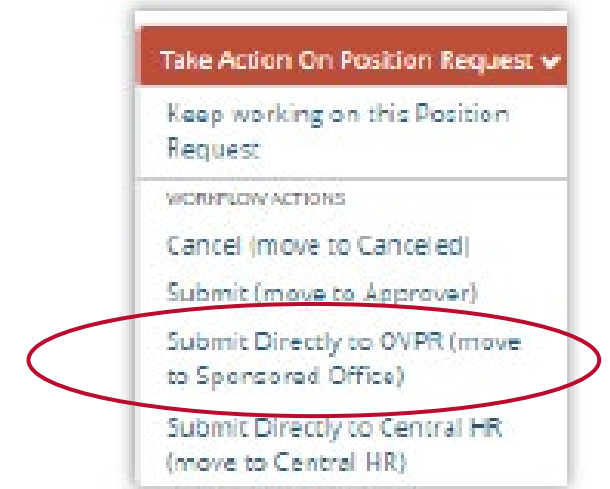 Take Action On Position Request
Keep working on this Position
Request
WORKFLOW ACTIONS
Cancel (move to Canceled)
Submit (move to Approver)
Submit Directly to OVPR (move
to Sponsored Office)
Submit Directly to Central HR
(move to Central HR)